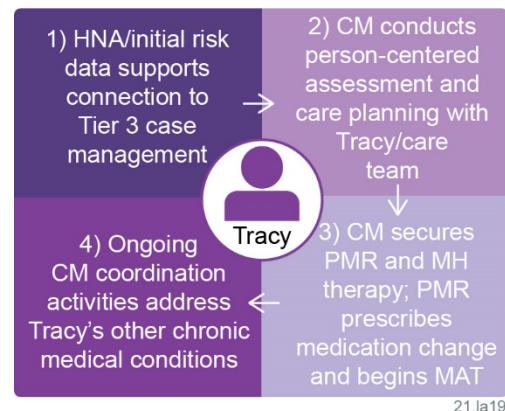 1) HNA/initial risk
data supports
connection to
Tier 3 case
management
2) CM conducts
person-centered
assessment and
care planning with
Tracy/care
team
Tracy
3) CM secures
PMR and MH
therapy; PMR
prescribes
medication change
and begins MAT
4) Ongoing
CM coordination
activities address
Tracy's other chronic
medical conditions
21.la19